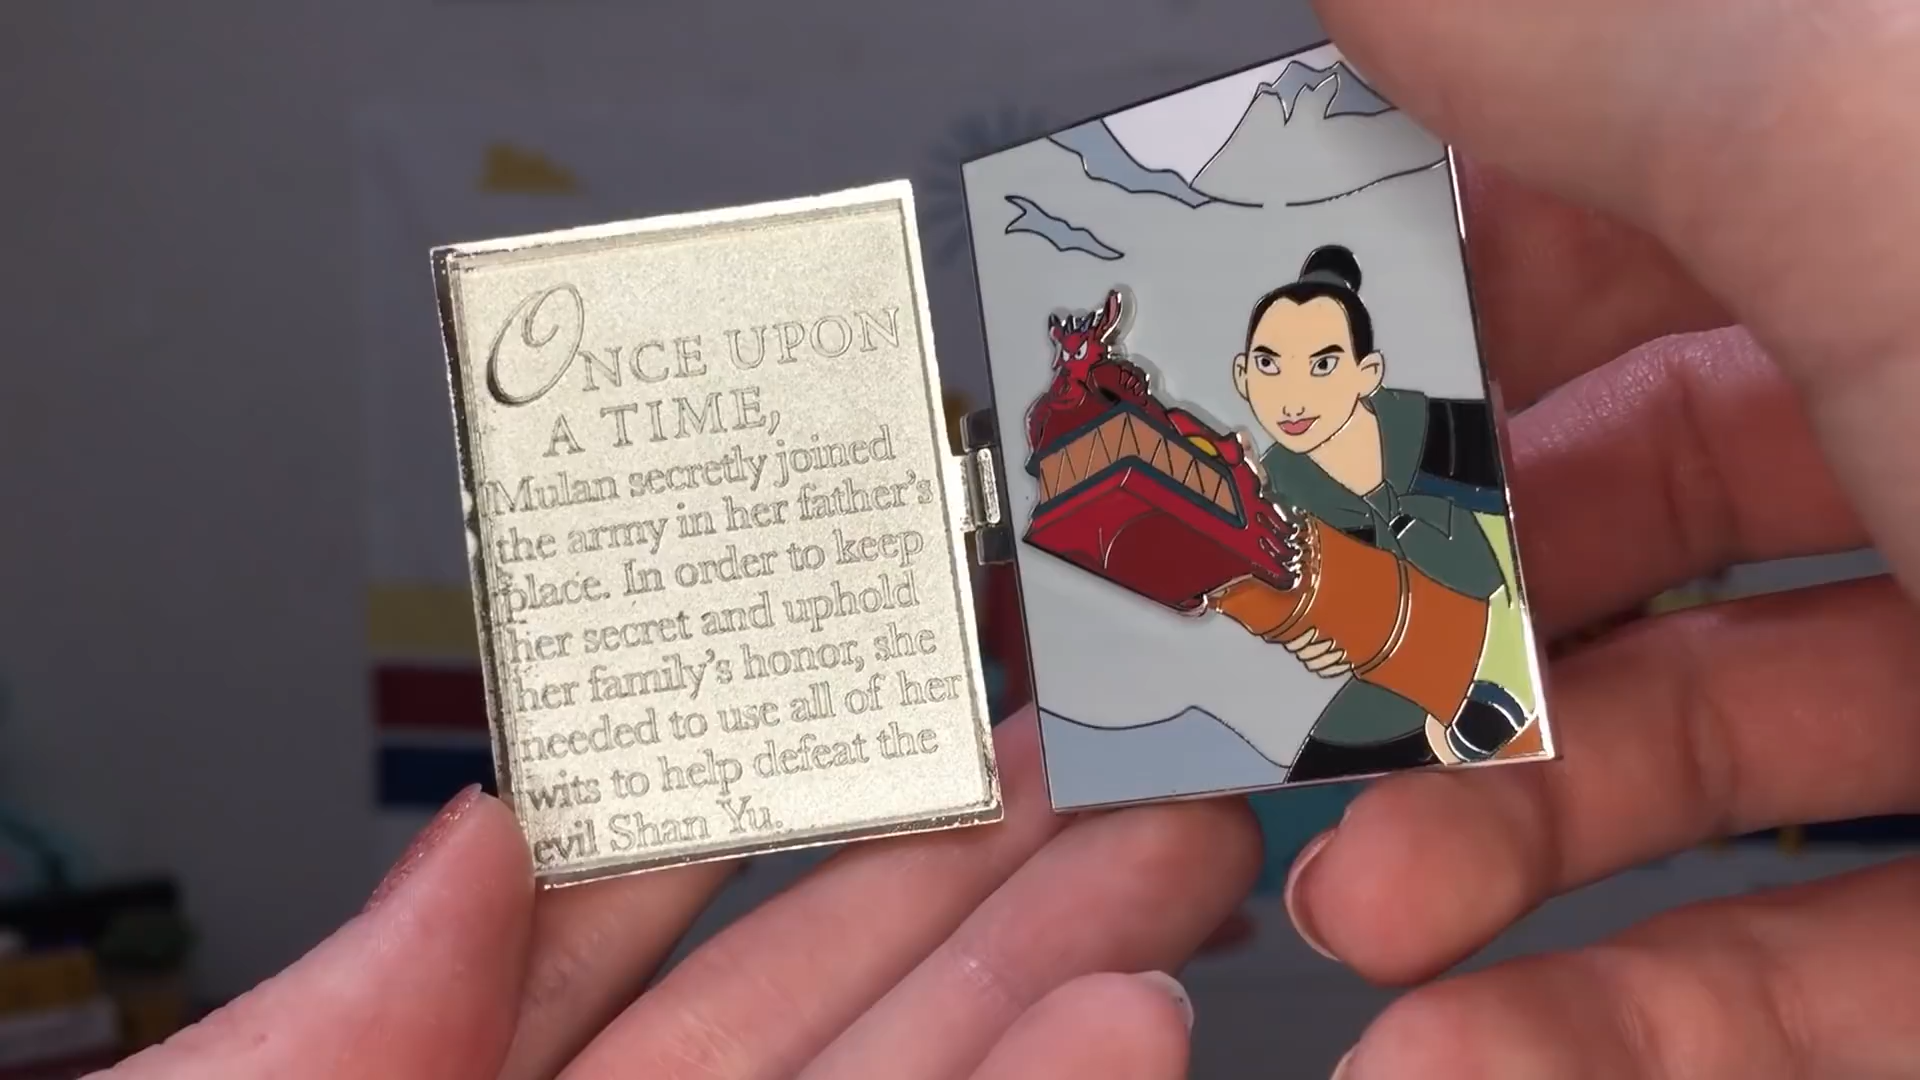 ONCE UPON
A TIME,
Mulan secretly joined
the army in her father's
place. In order to keep
her secret and uphold
her family's honor, she
needed to use all of her
wits to help defeat the
evil Shan Yu.